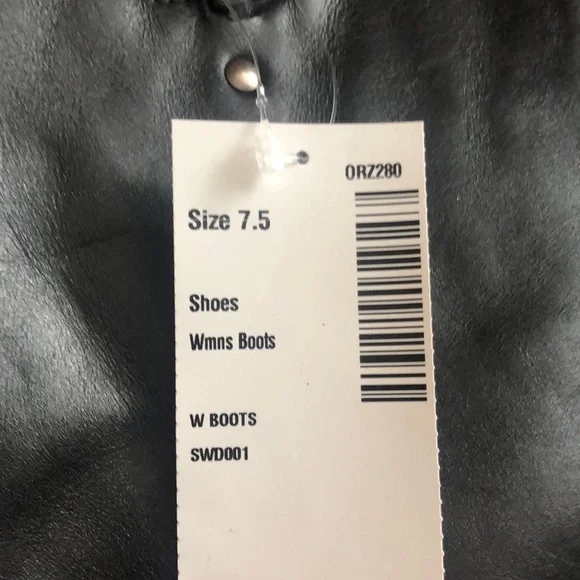 ORZ280
Size 7.5
Shoes
Wmns Boots
W BOOTS
SWD001